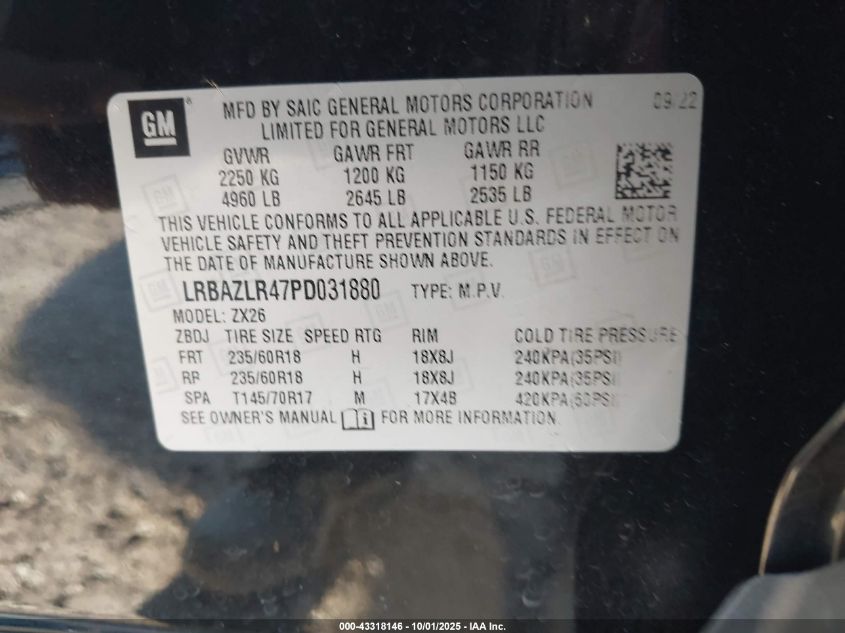 GM
MFD BY SAIC GENERAL MOTORS CORPORATION 09/22
LIMITED FOR GENERAL MOTORS LLC
GVWR GAWR FRT GAWR RR
2250 KG 1200 KG 1150 KG
4960 LB 2645 LB 2535 LB
THIS VEHICLE CONFORMS TO ALL APPLICABLE U.S. FEDERAL MOTOR
VEHICLE SAFETY AND THEFT PREVENTION STANDARDS IN EFFECT ON
THE DATE OF MANUFACTURE SHOWN ABOVE.
LRBAZLR47PD031880 TYPE: M.P.V.
MODEL: ZX26
ZBDJ TIRE SIZE SPEED RTG RIM COLD TIRE PRESSURE
FRT 235/60R18 H 18X8J 240KPA(35PSI)
RR 235/60R18 H 18X8J 240KPA(35PSI)
SPA T145/70R17 M 17X4B 420KPA(60PSI)
SEE OWNER'S MANUAL FOR MORE INFORMATION.
000-43318146 - 10/01/2025 - IAA Inc.